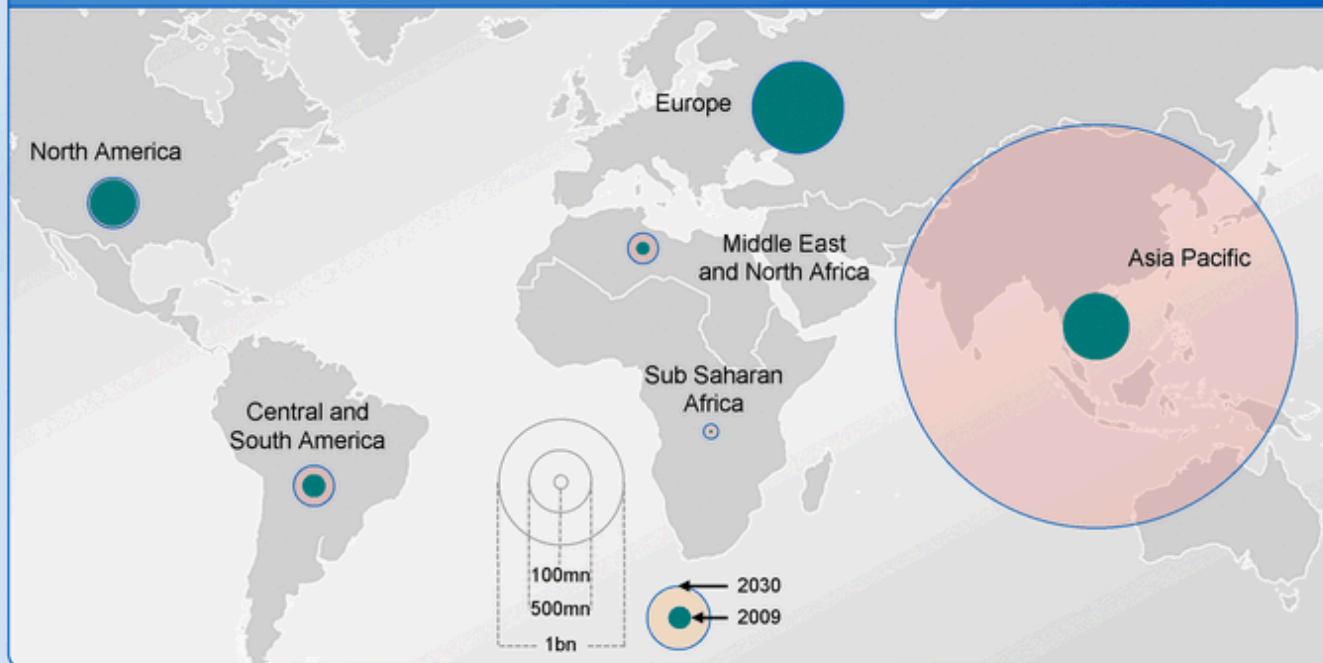 Europe
North America
Middle East
and North Africa
Asia Pacific
Sub Saharan
Africa
Central and
South America
100mn
500mn
1bn
2030
2009